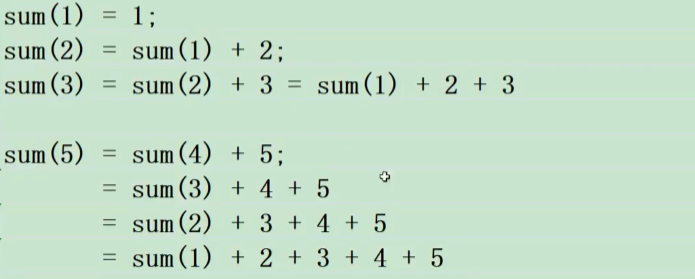 sum(1) = 1;
sum(2) = sum(1) + 2;
sum(3) = sum(2) + 3 = sum(1) + 2 + 3
sum(5) = sum(4) + 5;
= sum(3) + 4 + 5
= sum(2) + 3 + 4 + 5
= sum(1) + 2 + 3 + 4 + 5